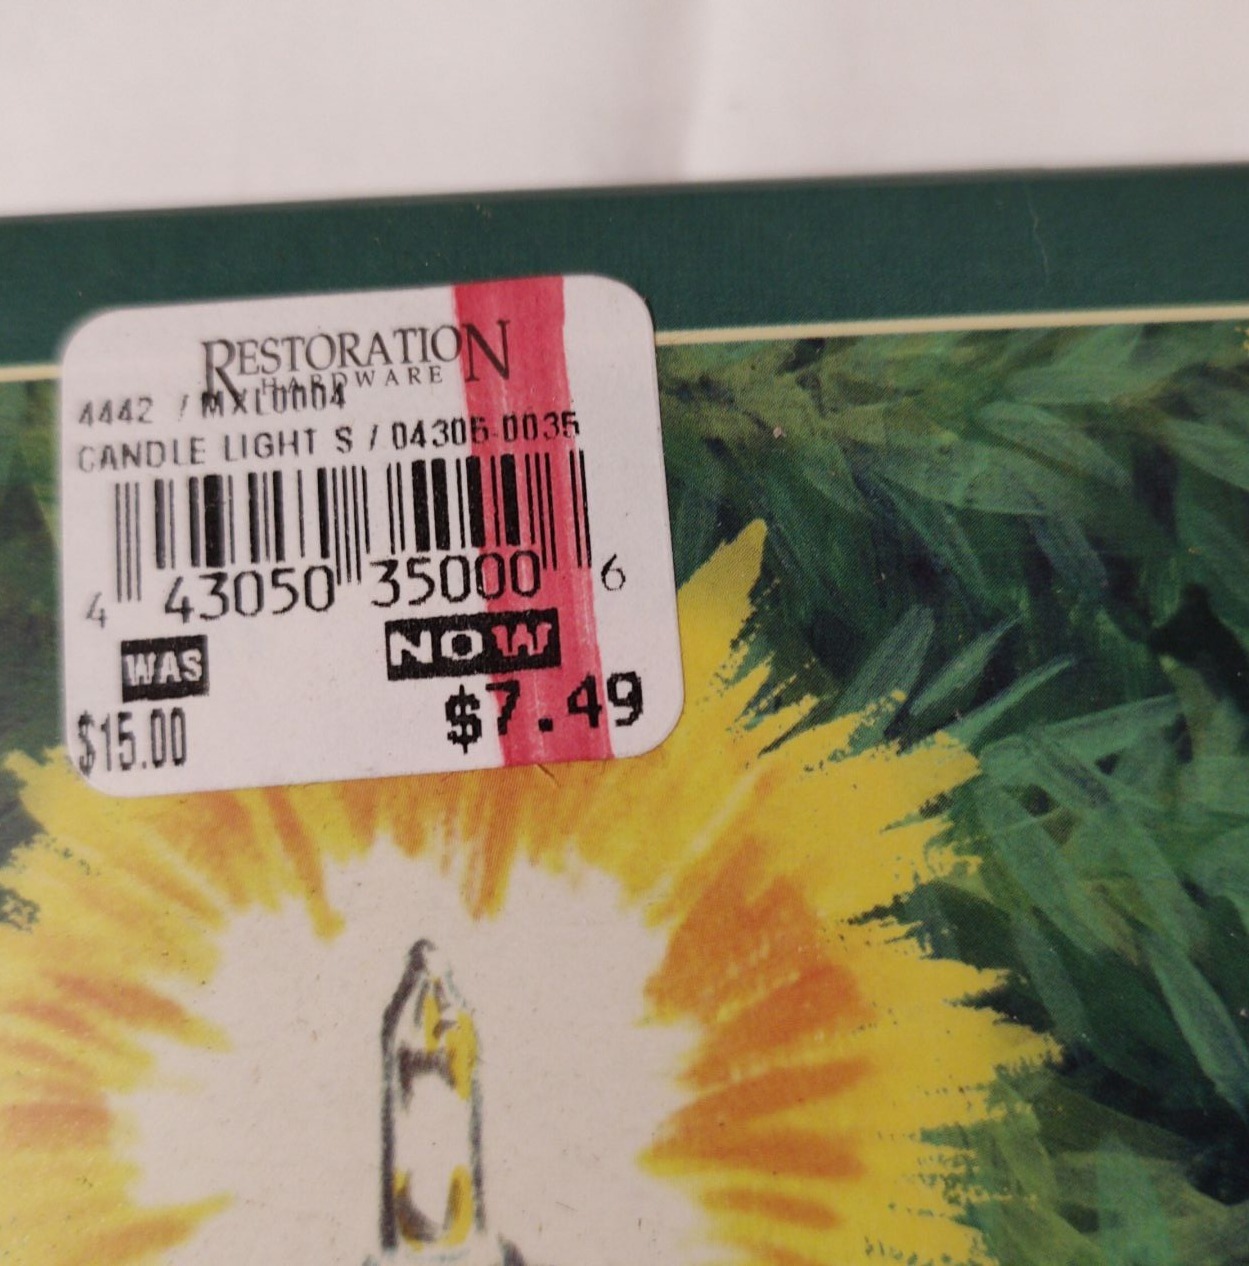 RESTORATION
HARDWARE
4442 / MXL0004
CANDLE LIGHT S / 04305-0035
4 43050 35000 6
WAS NOW
$15.00 $7.49